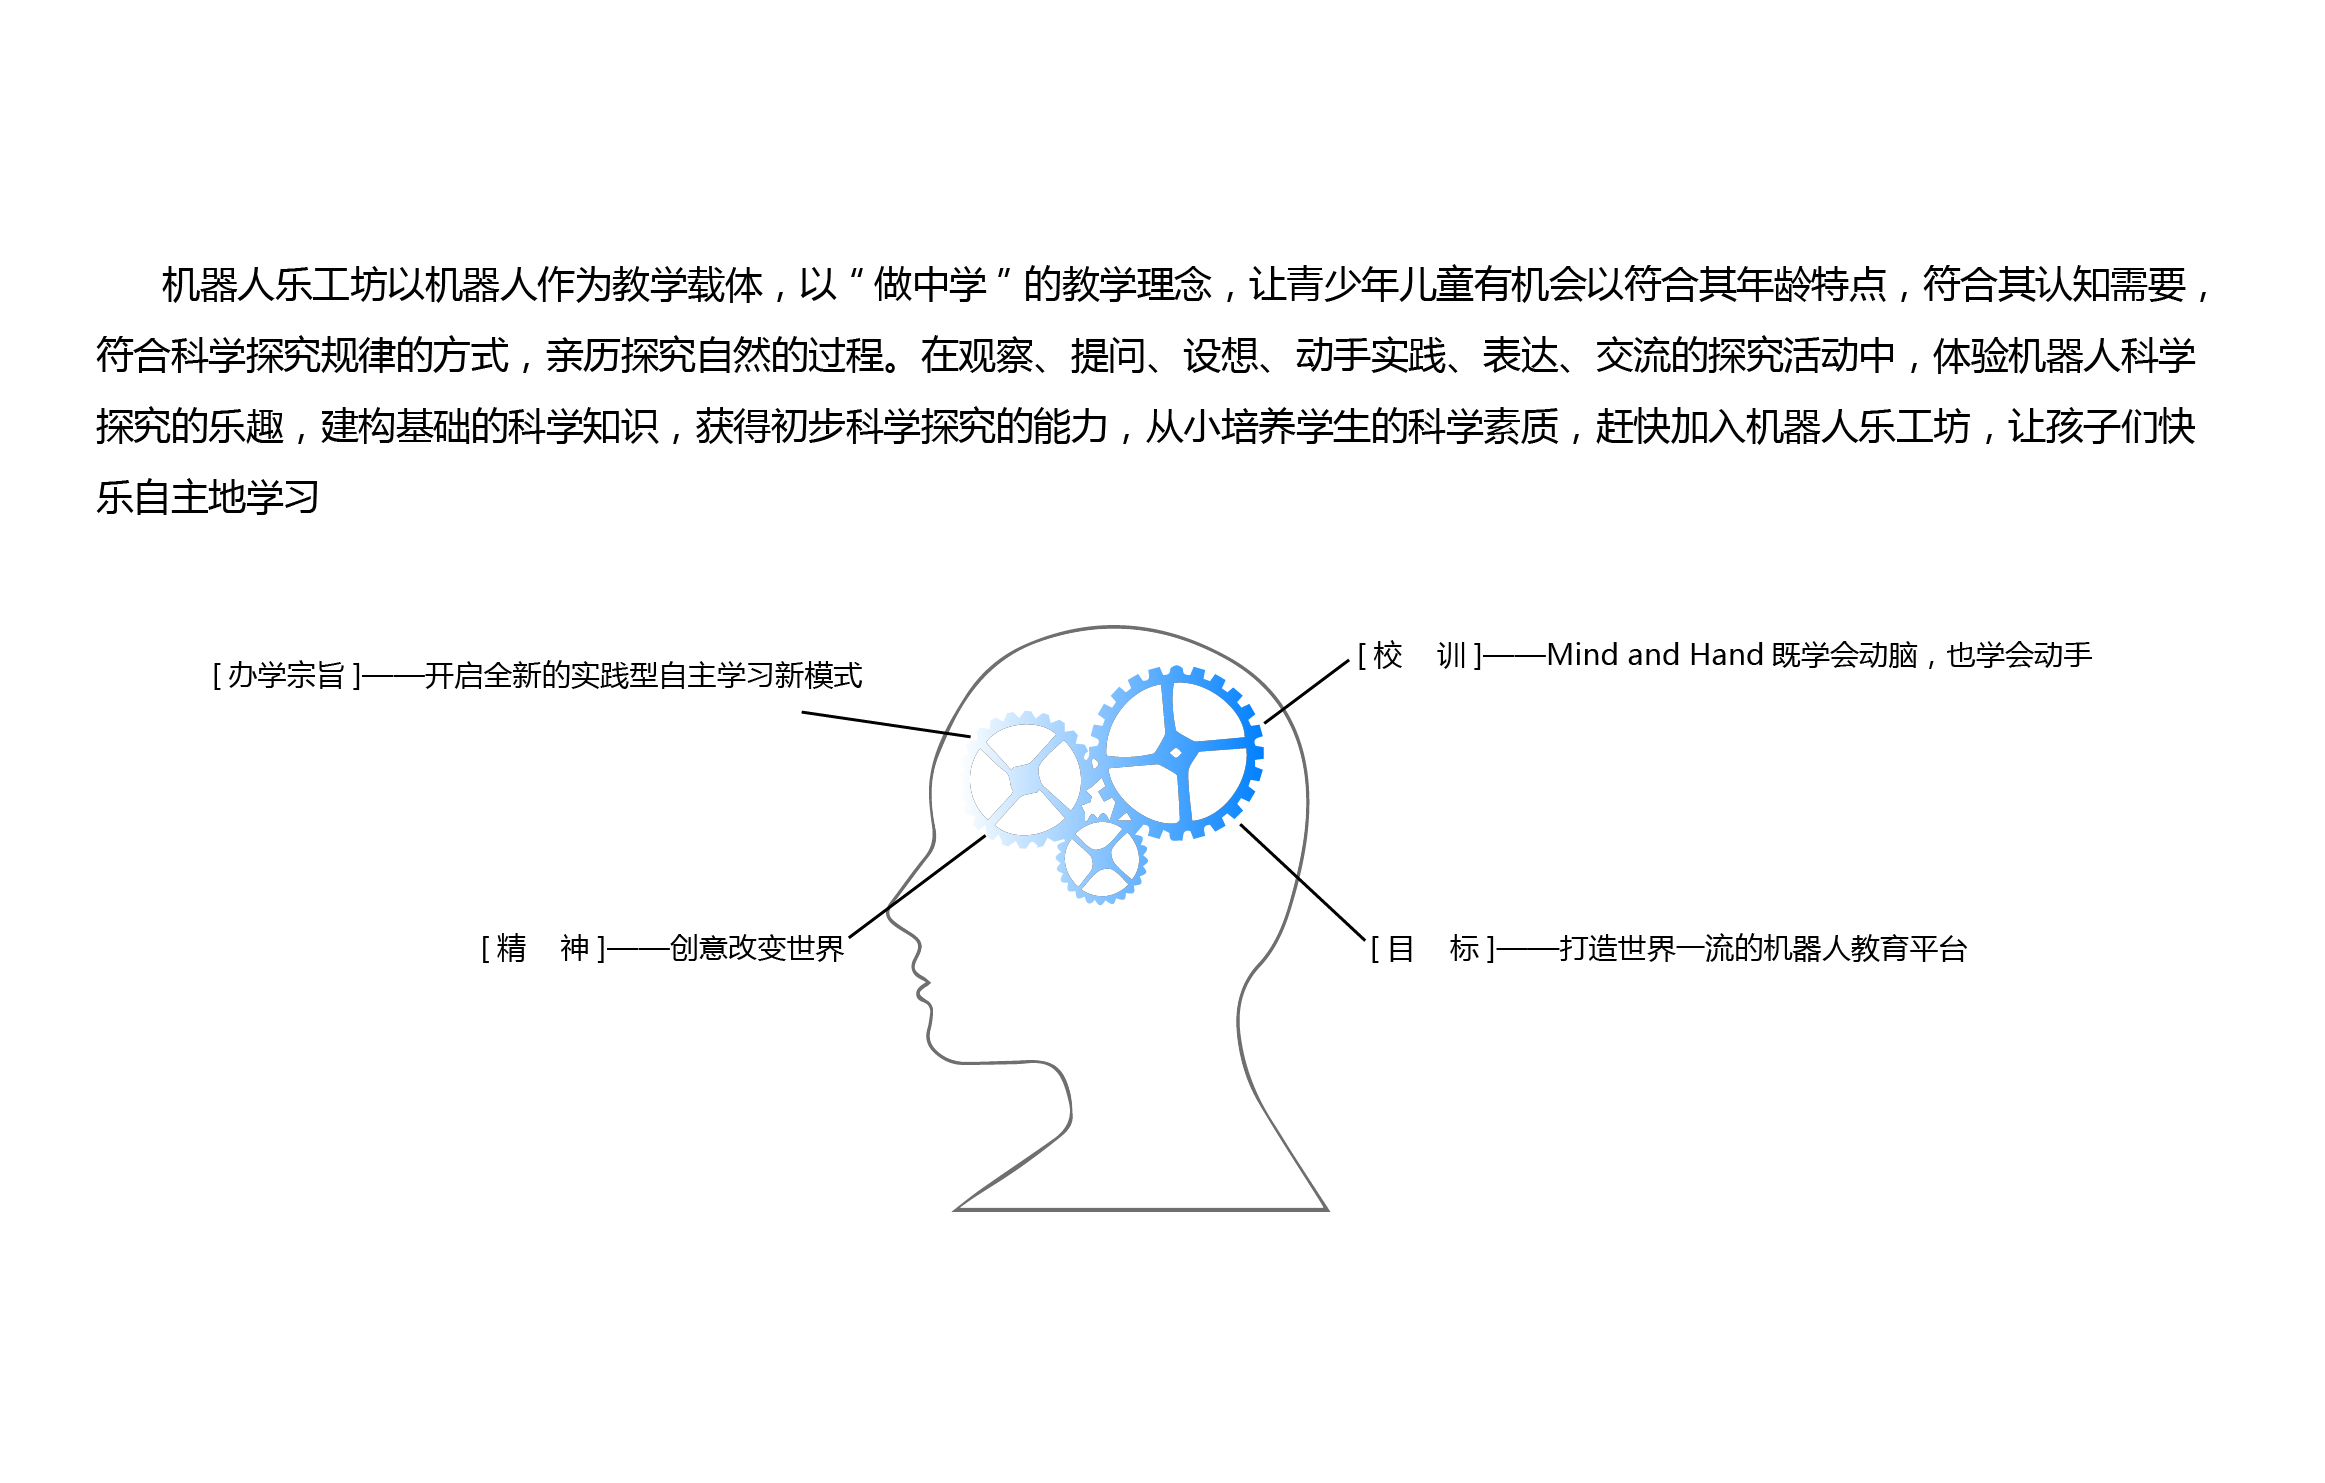 机器人乐工坊以机器人作为教学载体，以“做中学”的教学理念，让青少年儿童有机会以符合其年龄特点，符合其认知需要，
符合科学探究规律的方式，亲历探究自然的过程。在观察、提问、设想、动手实践、表达、交流的探究活动中，体验机器人科学
探究的乐趣，建构基础的科学知识，获得初步科学探究的能力，从小培养学生的科学素质，赶快加入机器人乐工坊，让孩子们快
乐自主地学习
[ 办学宗旨 ]——开启全新的实践型自主学习新模式
[ 校　训 ]——Mind and Hand 既学会动脑，也学会动手
[ 精　神 ]——创意改变世界
[ 目　标 ]——打造世界一流的机器人教育平台